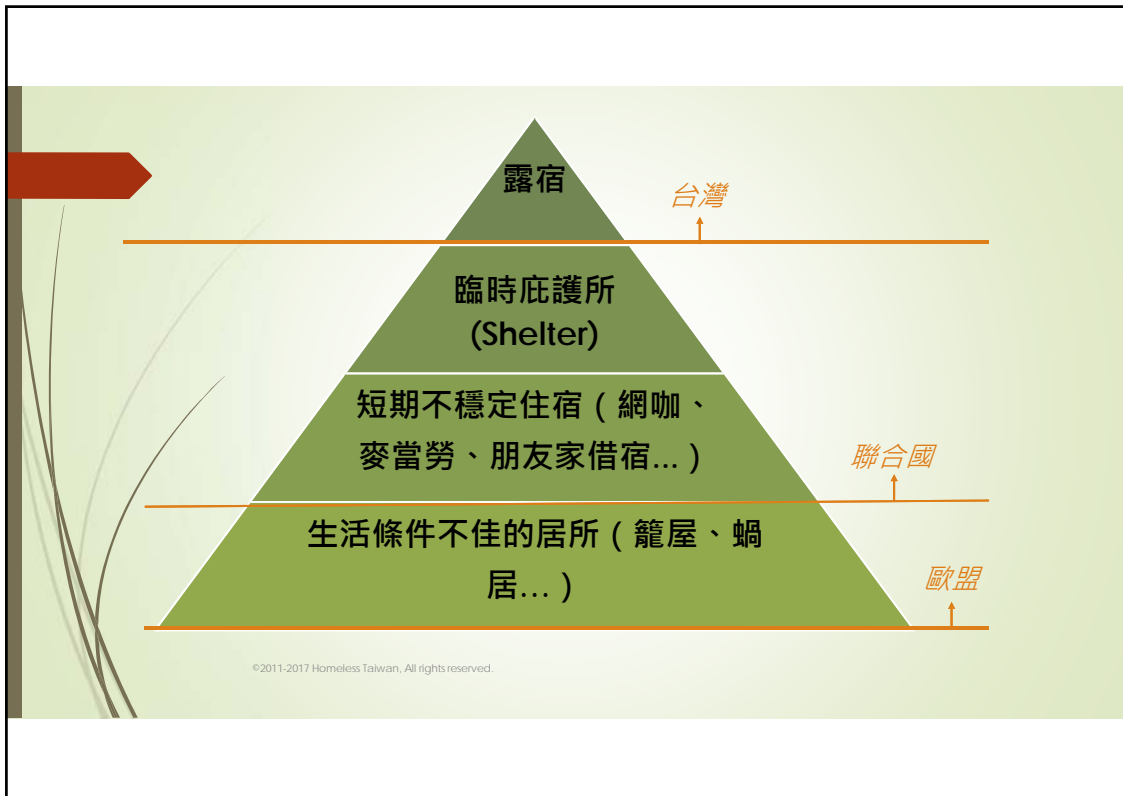 露宿
台灣
臨時庇護所
(Shelter)
短期不穩定住宿（網咖、
麥當勞、朋友家借宿...）
聯合國
生活條件不佳的居所（籠屋、蝸
居...）
歐盟
©2011-2017 Homeless Taiwan, All rights reserved.